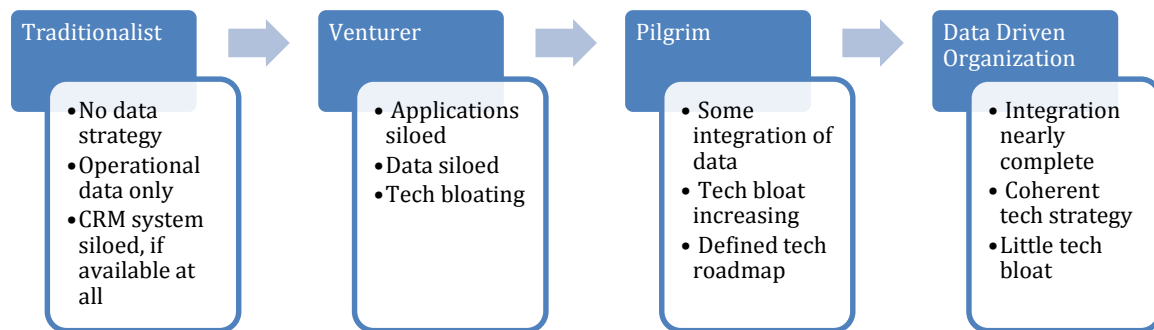 Traditionalist
•No data
strategy
•Operational
data only
•CRM system
siloed, if
available at
all
Venturer
• Applications
siloed
•Data siloed
•Tech bloating
Pilgrim
• Some
integration of
data
•Tech bloat
increasing
• Defined tech
roadmap
Data Driven
Organization
• Integration
nearly
complete
• Coherent
tech strategy
•Little tech
bloat